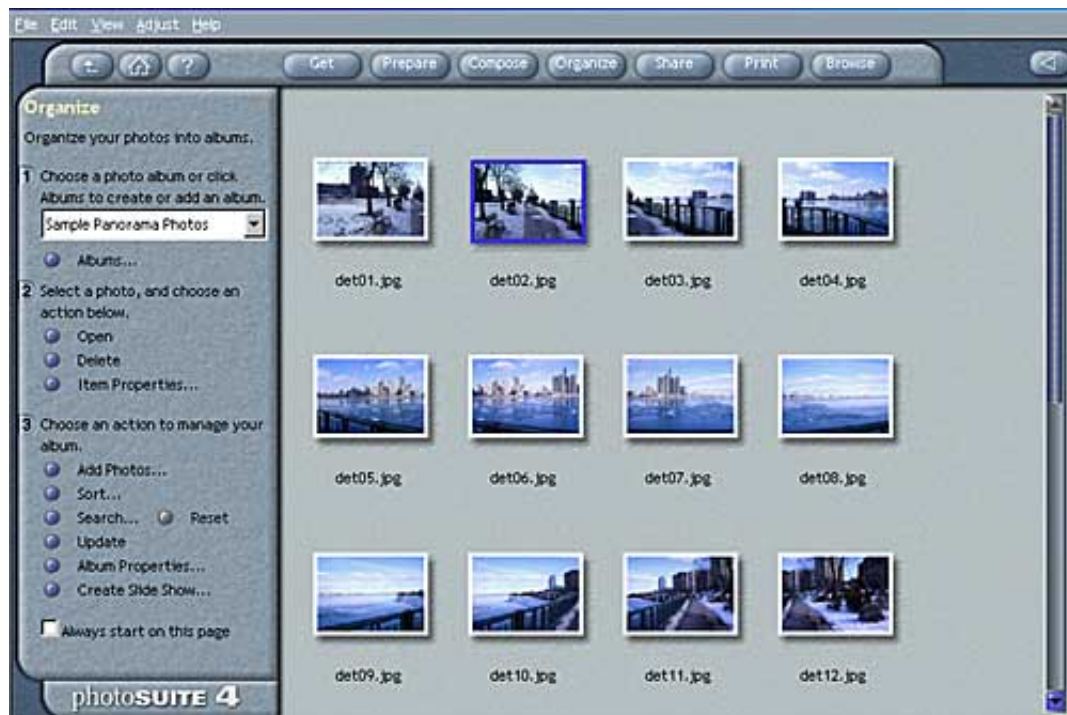 File Edit View Adjust Help
? Get Prepare Compose Organize Share Print Browse
Organize
Organize your photos into albums.
1 Choose a photo album or click
Albums to create or add an album.
Sample Panorama Photos
Albums...
2 Select a photo, and choose an
action below.
Open
Delete
Item Properties...
3 Choose an action to manage your
album.
Add Photos...
Sort...
Search... Reset
Update
Album Properties...
Create Slide Show...
Always start on this page
photoSUITE 4
det01.jpg det02.jpg det03.jpg det04.jpg
det05.jpg det06.jpg det07.jpg det08.jpg
det09.jpg det10.jpg det11.jpg det12.jpg